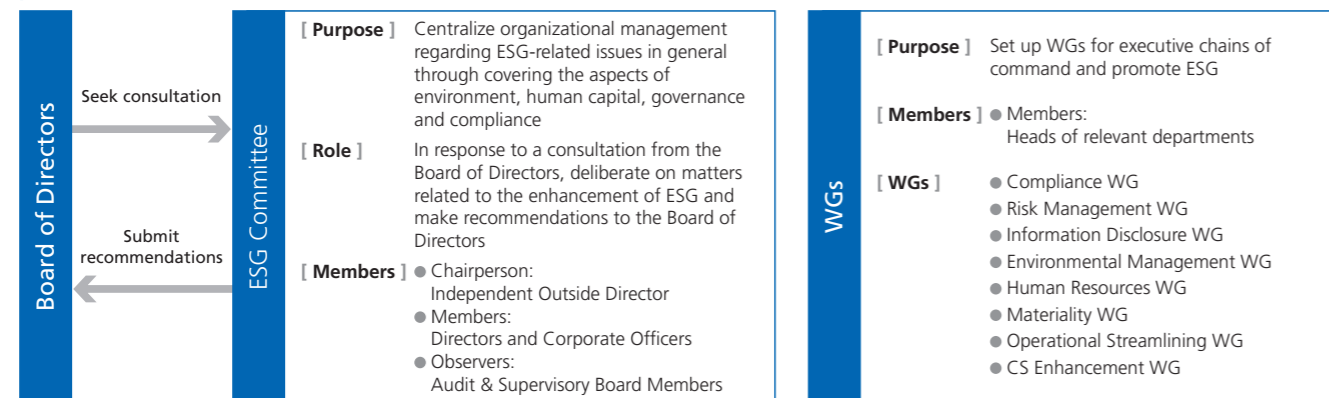 Board of Directors
Seek consultation
Submit
recommendations
ESG Committee
[ Purpose ] Centralize organizational management
regarding ESG-related issues in general
through covering the aspects of
environment, human capital, governance
and compliance
[ Role ] In response to a consultation from the
Board of Directors, deliberate on matters
related to the enhancement of ESG and
make recommendations to the Board of
Directors
[ Members ] ● Chairperson:
Independent Outside Director
● Members:
Directors and Corporate Officers
● Observers:
Audit & Supervisory Board Members
WGs
[ Purpose ] Set up WGs for executive chains of
command and promote ESG
[ Members ] ● Members:
Heads of relevant departments
[ WGs ] ● Compliance WG
● Risk Management WG
● Information Disclosure WG
● Environmental Management WG
● Human Resources WG
● Materiality WG
● Operational Streamlining WG
● CS Enhancement WG